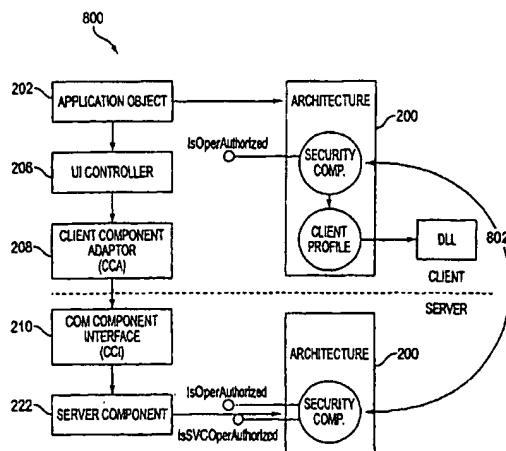 800
202
APPLICATION OBJECT
ARCHITECTURE
200
IsOperAuthorized
SECURITY
COMP.
206
UI CONTROLLER
CLIENT
PROFILE
DLL
802
208
CLIENT COMPONENT
ADAPTOR
(CCA)
CLIENT
SERVER
210
COM COMPONENT
INTERFACE
(CCI)
ARCHITECTURE
200
IsOperAuthorized
SECURITY
COMP.
222
SERVER COMPONENT
IsSVCOperAuthorized